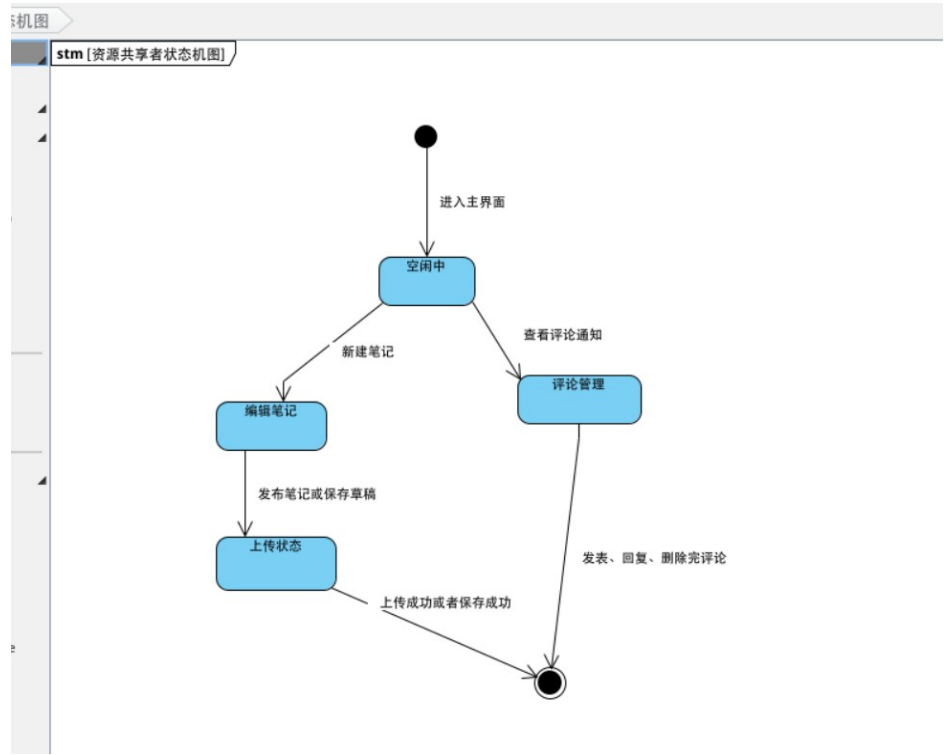 态机图
stm [资源共享者状态机图]
进入主界面
空闲中
查看评论通知
新建笔记
评论管理
编辑笔记
发布笔记或保存草稿
上传状态
发表、回复、删除完评论
上传成功或者保存成功
e